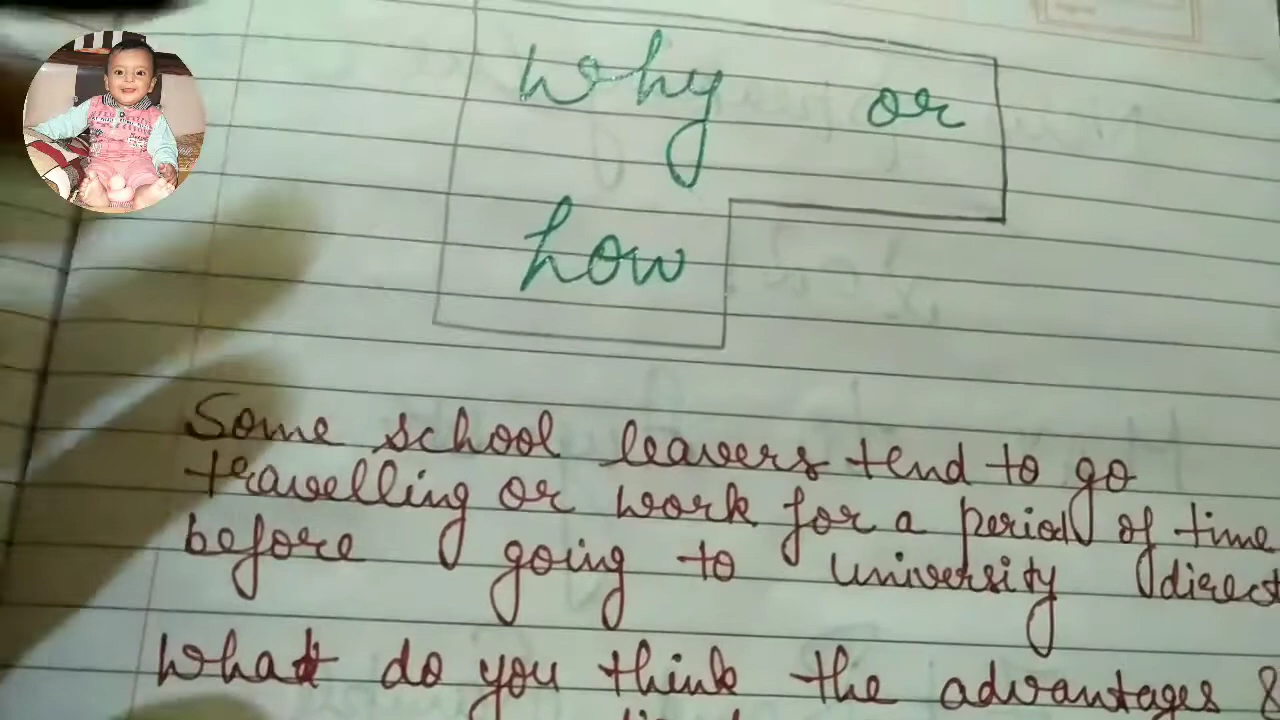 Why or
how
Some school leavers tend to go
travelling or work for a period of time
before going to university direct
What do you think the advantages &